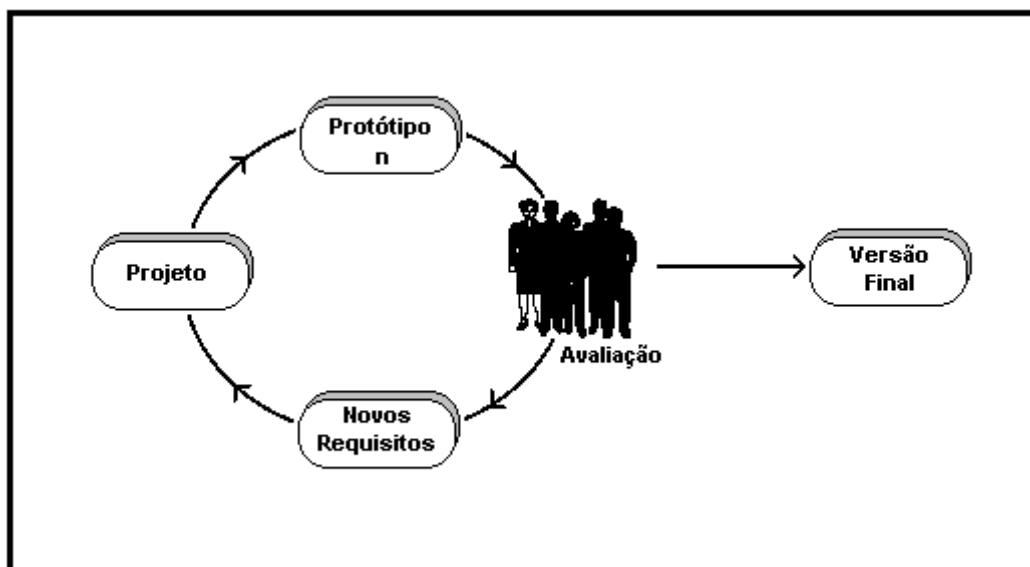 Protótipo
n
Projeto
Versão
Final
Avaliação
Novos
Requisitos